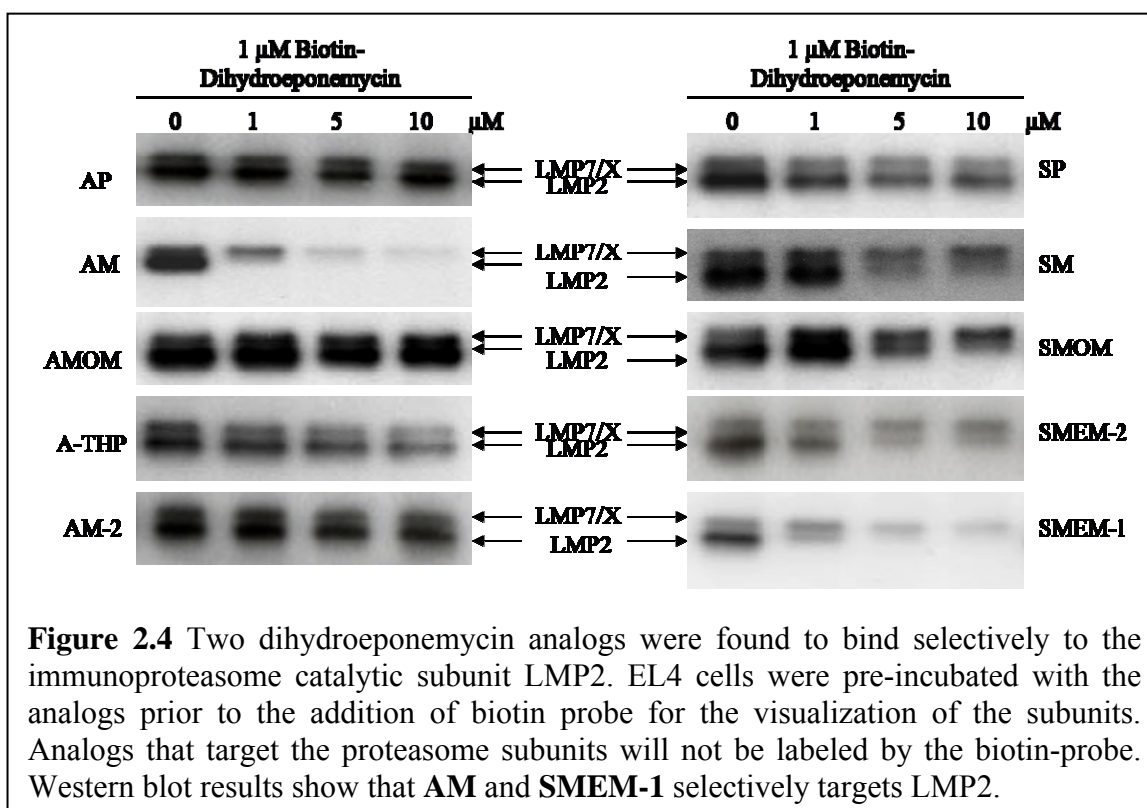 1 µM Biotin-
Dihydroeponemycin
0 1 5 10 µM
1 µM Biotin-
Dihydroeponemycin
0 1 5 10 µM
AP
LMP7/X
LMP2
SP
AM
LMP7/X
LMP2
SM
AMOM
LMP7/X
LMP2
SMOM
A-THP
LMP7/X
LMP2
SMEM-2
AM-2
LMP7/X
LMP2
SMEM-1
Figure 2.4 Two dihydroeponemycin analogs were found to bind selectively to the
immunoproteasome catalytic subunit LMP2. EL4 cells were pre-incubated with the
analogs prior to the addition of biotin probe for the visualization of the subunits.
Analogs that target the proteasome subunits will not be labeled by the biotin-probe.
Western blot results show that AM and SMEM-1 selectively targets LMP2.